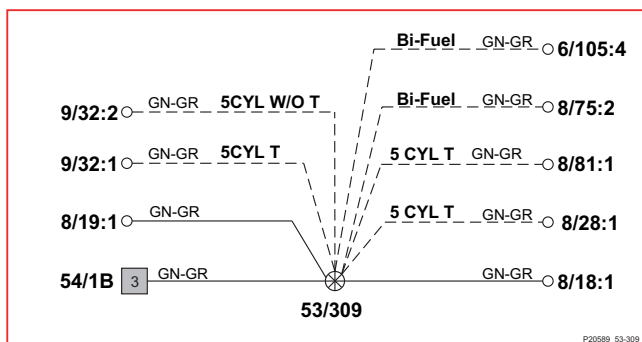 Bi-Fuel GN-GR 6/105:4
9/32:2 GN-GR 5CYL W/O T Bi-Fuel GN-GR 8/75:2
9/32:1 GN-GR 5CYL T 5 CYL T GN-GR 8/81:1
8/19:1 GN-GR 5 CYL T GN-GR 8/28:1
54/1B 3 GN-GR GN-GR 8/18:1
53/309
P20589_53-309